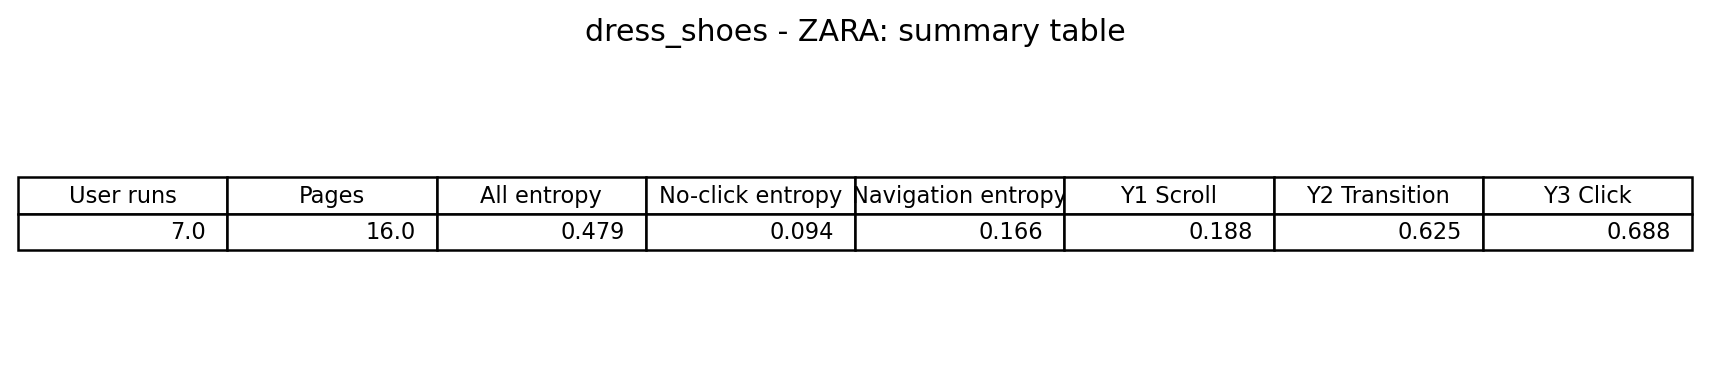 dress_shoes - ZARA: summary table
User runs Pages All entropy No-click entropy Navigation entropy Y1 Scroll Y2 Transition Y3 Click
7.0 16.0 0.479 0.094 0.166 0.188 0.625 0.688